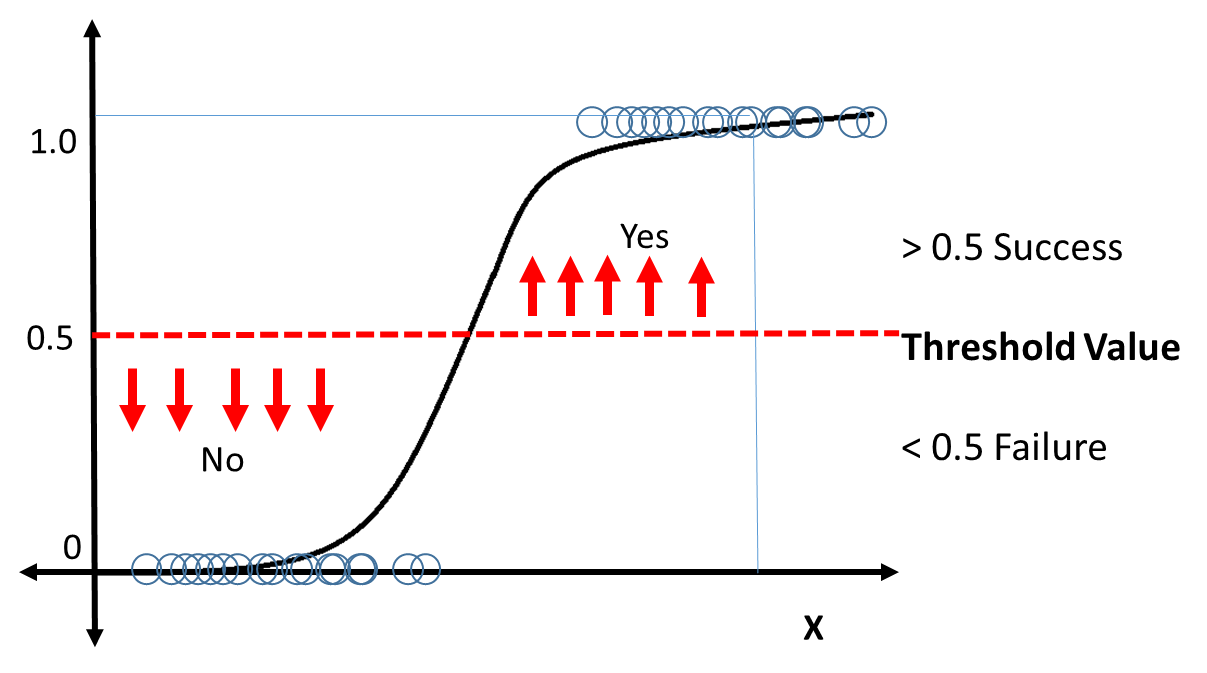 1.0
Yes
> 0.5 Success
0.5
Threshold Value
No
< 0.5 Failure
0
X